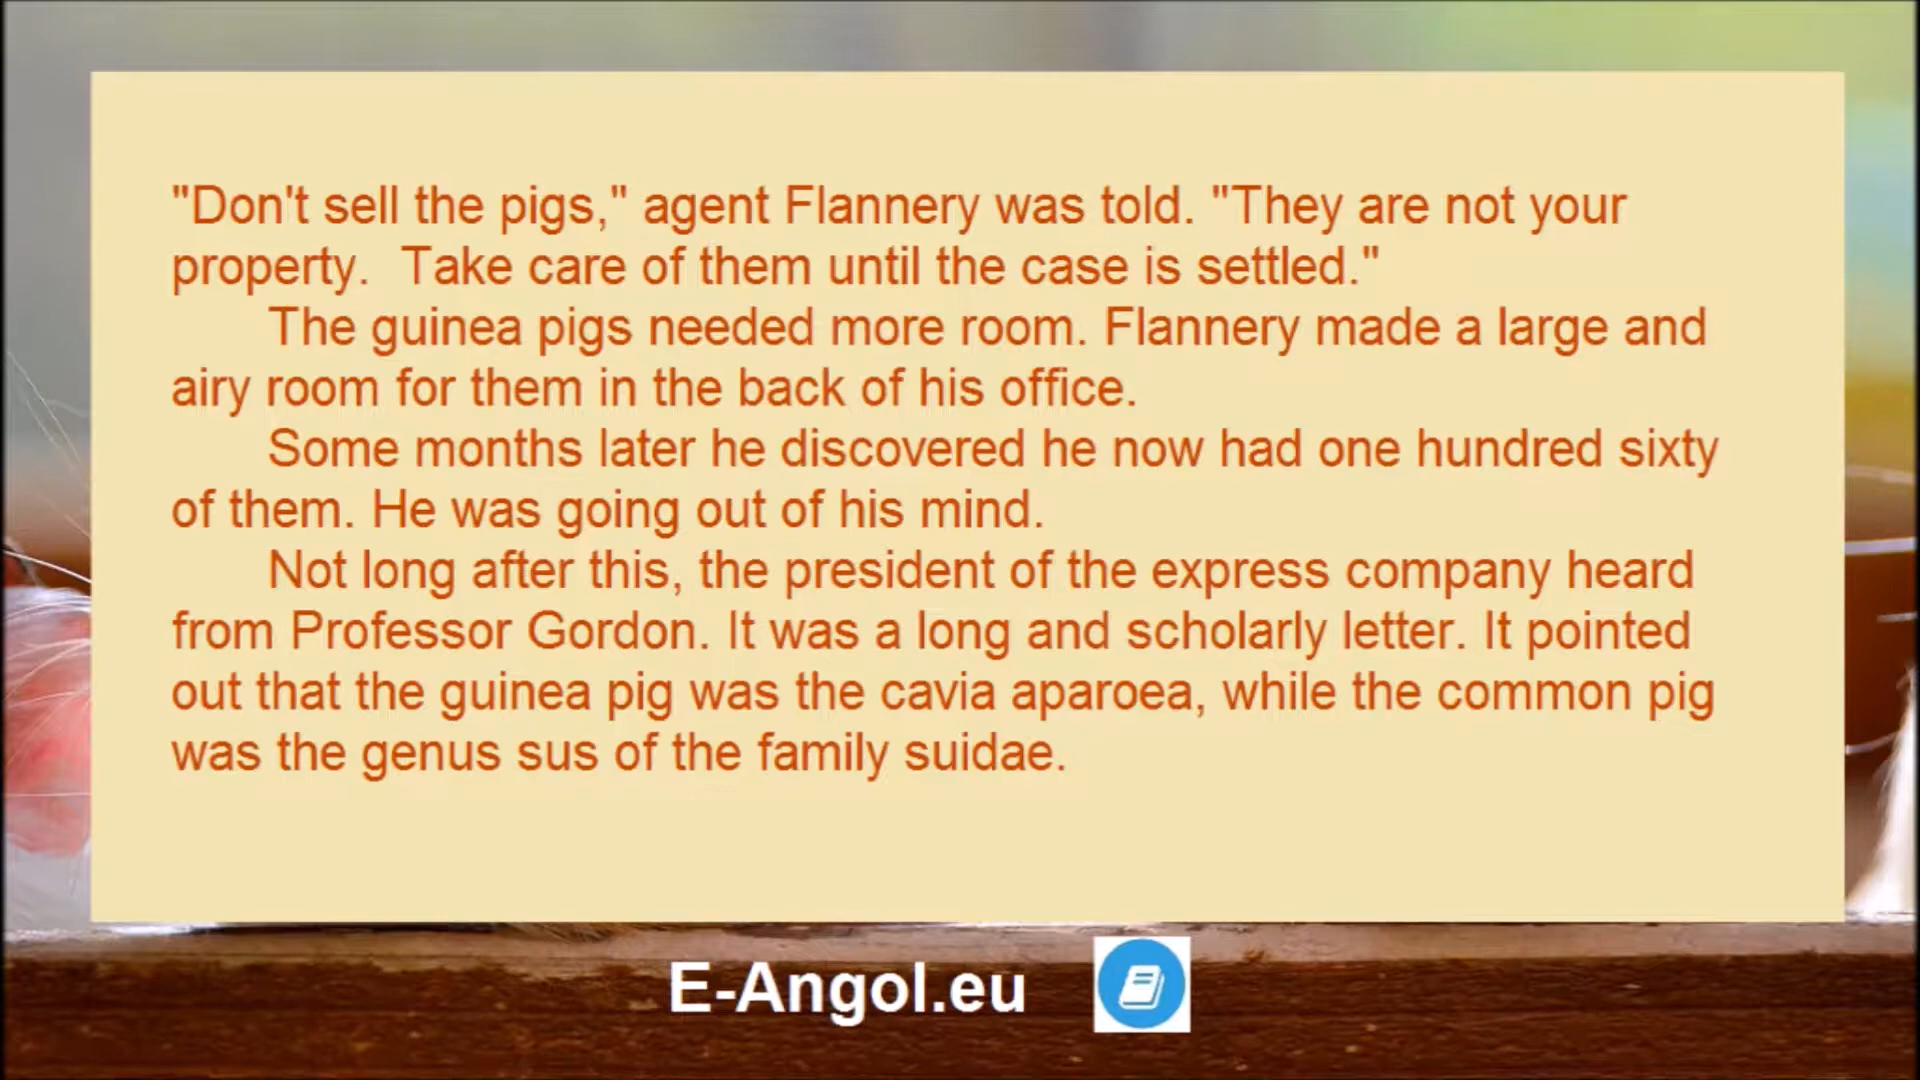 "Don't sell the pigs," agent Flannery was told. "They are not your
property.  Take care of them until the case is settled."
The guinea pigs needed more room. Flannery made a large and
airy room for them in the back of his office.
Some months later he discovered he now had one hundred sixty
of them. He was going out of his mind.
Not long after this, the president of the express company heard
from Professor Gordon. It was a long and scholarly letter. It pointed
out that the guinea pig was the cavia aparoea, while the common pig
was the genus sus of the family suidae.
E-Angol.eu